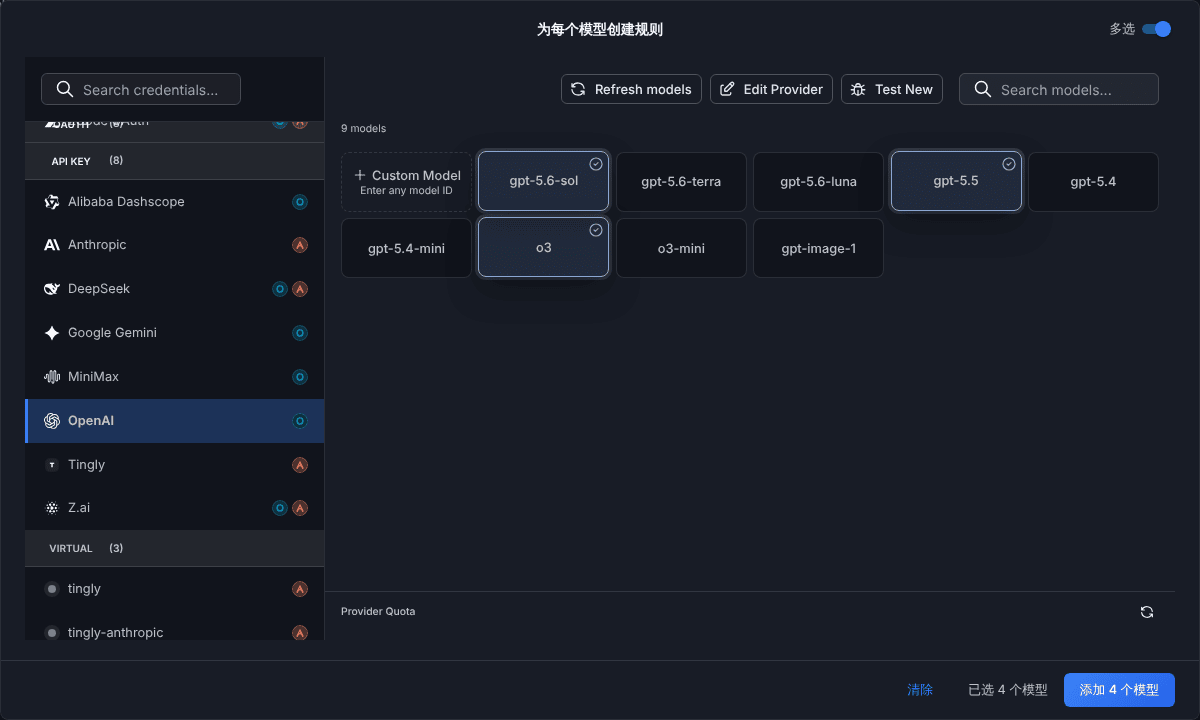 为每个模型创建规则
多选
Search credentials...
API KEY (8)
Alibaba Dashscope O
Anthropic A
DeepSeek O A
Google Gemini O
MiniMax O
OpenAI O
Tingly A
Z.ai O A
VIRTUAL (3)
tingly A
tingly-anthropic A
Refresh models
Edit Provider
Test New
Search models...
9 models
Custom Model
Enter any model ID
gpt-5.6-sol
gpt-5.6-terra
gpt-5.6-luna
gpt-5.5
gpt-5.4
gpt-5.4-mini
o3
o3-mini
gpt-image-1
Provider Quota
清除
已选 4 个模型
添加 4 个模型